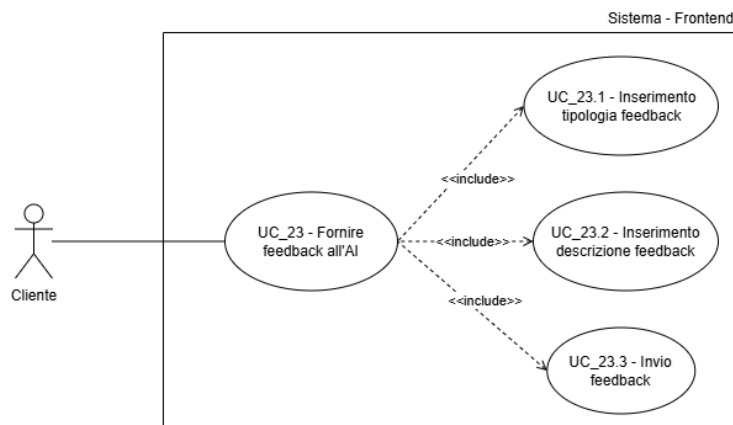 Sistema - Frontend
UC_23.1 - Inserimento
tipologia feedback
<<include>>
UC_23 - Fornire
feedback all'AI
<<include>>
UC_23.2 - Inserimento
descrizione feedback
Cliente
<<include>>
UC_23.3 - Invio
feedback